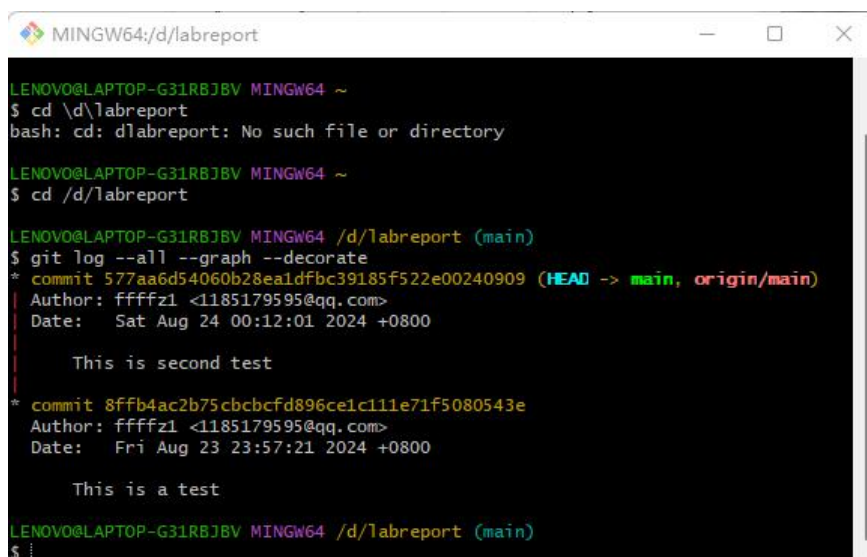 MINGW64:/d/labreport
LENOVO@LAPTOP-G31RBJBV MINGW64 ~
$ cd \d\labreport
bash: cd: dlabreport: No such file or directory
LENOVO@LAPTOP-G31RBJBV MINGW64 ~
$ cd /d/labreport
LENOVO@LAPTOP-G31RBJBV MINGW64 /d/labreport (main)
$ git log --all --graph --decorate
* commit 577aa6d54060b28ea1dfbc39185f522e00240909 (HEAD -> main, origin/main)
| Author: ffffz1 <1185179595@qq.com>
| Date:   Sat Aug 24 00:12:01 2024 +0800
|
|     This is second test
|
* commit 8ffb4ac2b75cbcbcfd896ce1c111e71f5080543e
  Author: ffffz1 <1185179595@qq.com>
  Date:   Fri Aug 23 23:57:21 2024 +0800
      This is a test
LENOVO@LAPTOP-G31RBJBV MINGW64 /d/labreport (main)
$